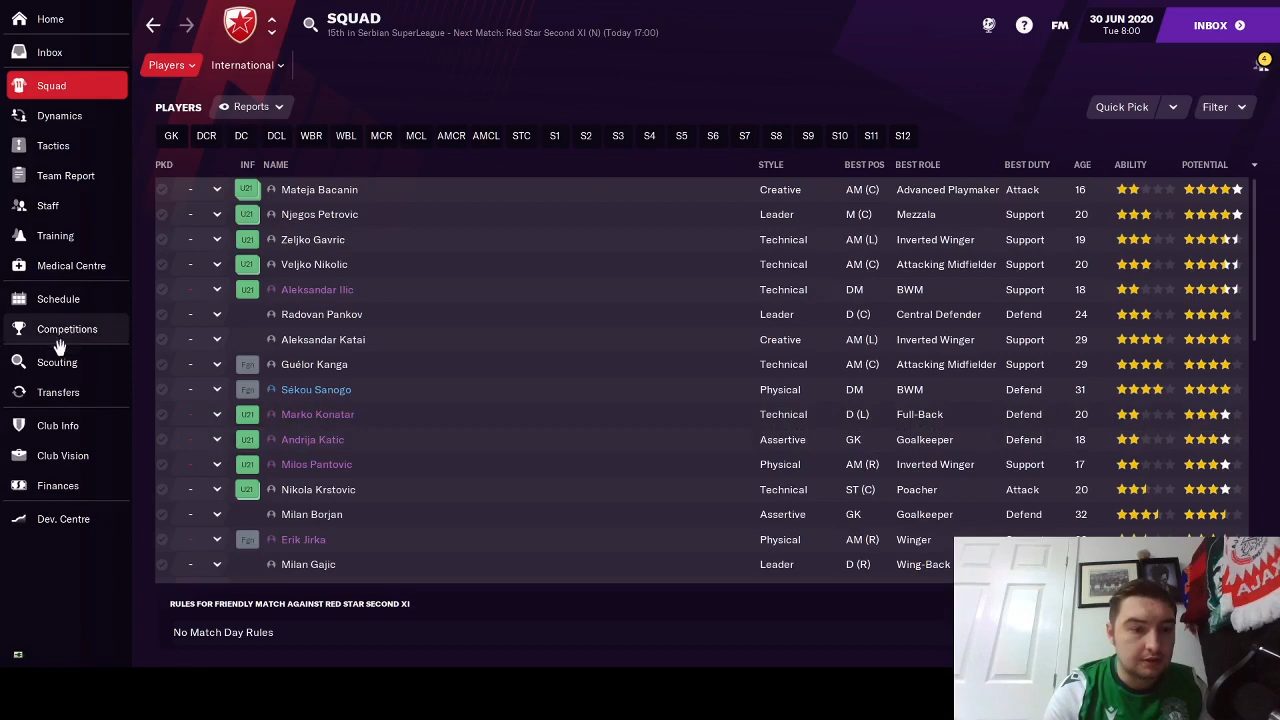 Home
Inbox
Squad
Dynamics
Tactics
Team Report
Staff
Training
Medical Centre
Schedule
Competitions
Scouting
Transfers
Club Info
Club Vision
Finances
Dev. Centre
SQUAD
15th in Serbian SuperLeague - Next Match: Red Star Second XI (N) (Today 17:00)
FM
30 JUN 2020
Tue 8:00
INBOX
4
Players
International
PLAYERS
Reports
Quick Pick
Filter
GK DCR DC DCL WBR WBL MCR MCL AMCR AMCL STC S1 S2 S3 S4 S5 S6 S7 S8 S9 S10 S11 S12
PKD INF NAME STYLE BEST POS BEST ROLE BEST DUTY AGE ABILITY POTENTIAL
- U21 Mateja Bacanin Creative AM (C) Advanced Playmaker Attack 16
- U21 Njegos Petrovic Leader M (C) Mezzala Support 20
- U21 Zeljko Gavric Technical AM (L) Inverted Winger Support 19
- U21 Veljko Nikolic Technical AM (C) Attacking Midfielder Support 20
- U21 Aleksandar Ilic Technical DM BWM Support 18
- Radovan Pankov Leader D (C) Central Defender Defend 24
- Aleksandar Katai Creative AM (L) Inverted Winger Support 29
- Fgn Guélor Kanga Technical AM (C) Attacking Midfielder Support 29
- Fgn Sékou Sanogo Physical DM BWM Defend 31
- U21 Marko Konatar Technical D (L) Full-Back Defend 20
- U21 Andrija Katic Assertive GK Goalkeeper Defend 18
- U21 Milos Pantovic Physical AM (R) Inverted Winger Support 17
- U21 Nikola Krstovic Technical ST (C) Poacher Attack 20
- Milan Borjan Assertive GK Goalkeeper Defend 32
- Fgn Erik Jirka Physical AM (R) Winger
- Milan Gajic Leader D (R) Wing-Back
RULES FOR FRIENDLY MATCH AGAINST RED STAR SECOND XI
No Match Day Rules
AJAX